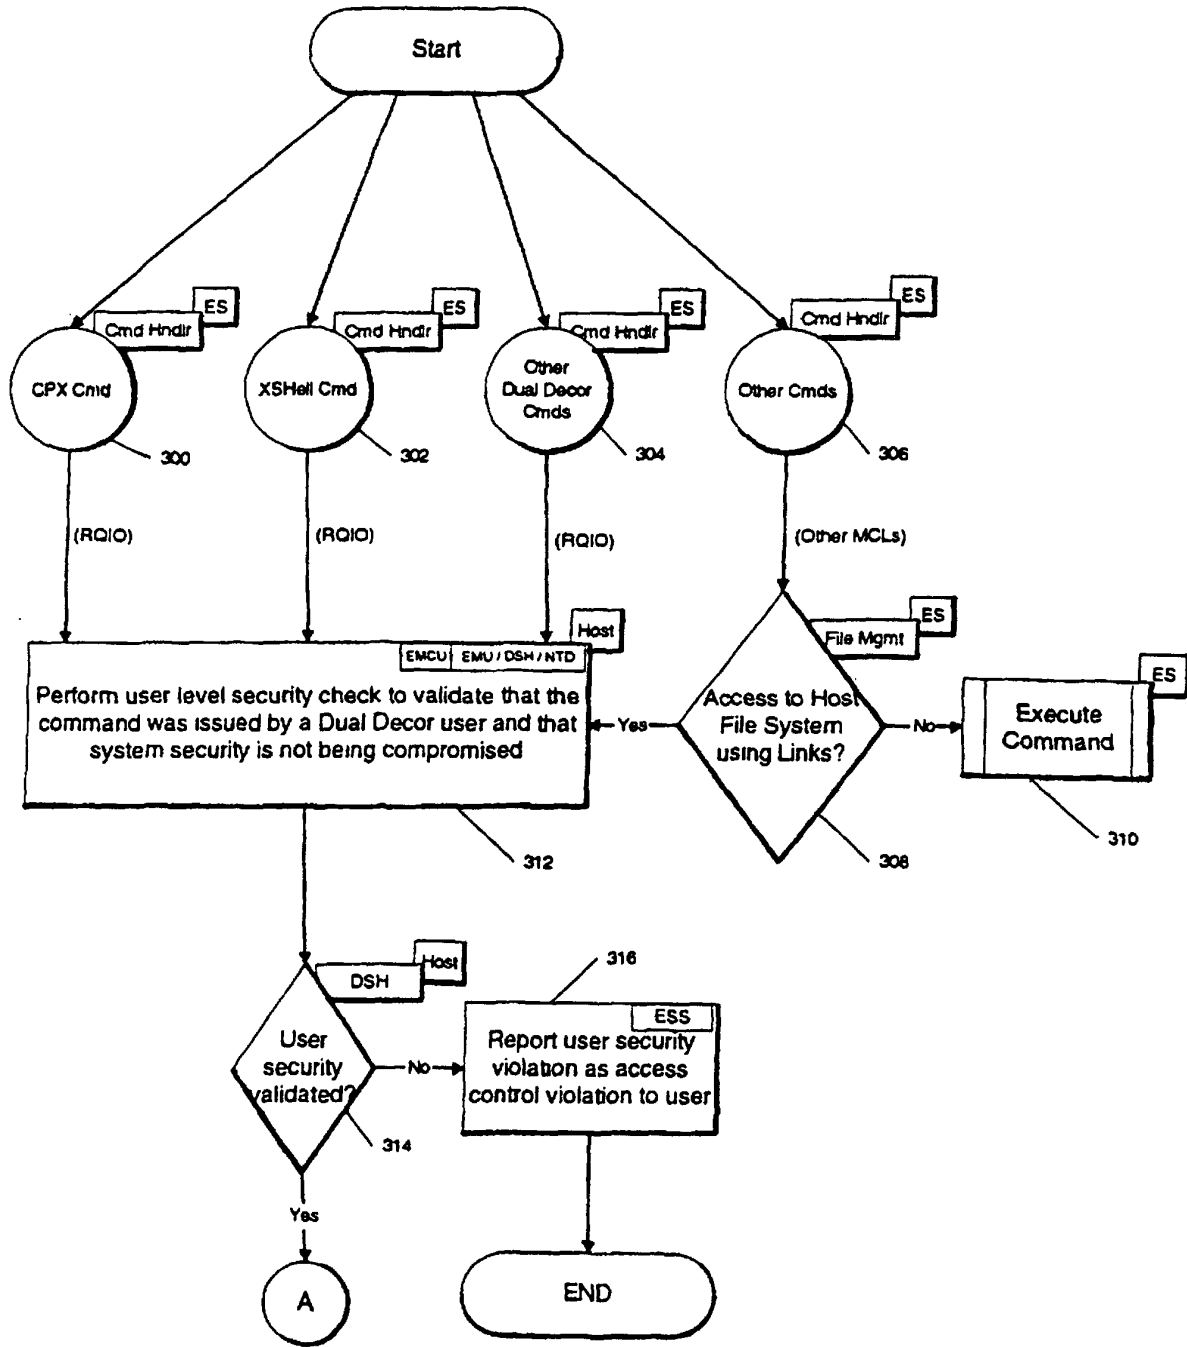 Start
ES
Cmd Hndlr
CPX Cmd
300
ES
Cmd Hndlr
XSHell Cmd
302
ES
Cmd Hndlr
Other
Dual Decor
Cmds
304
ES
Cmd Hndlr
Other Cmds
306
(RQIO)
(RQIO)
(RQIO)
(Other MCLs)
Host
EMCU EMU / DSH / NTD
Perform user level security check to validate that the
command was issued by a Dual Decor user and that
system security is not being compromised
312
Yes
ES
File Mgmt
Access to Host
File System
using Links?
308
No
ES
Execute
Command
310
Host
DSH
User
security
validated?
314
No
316
ESS
Report user security
violation as access
control violation to user
Yes
A
END